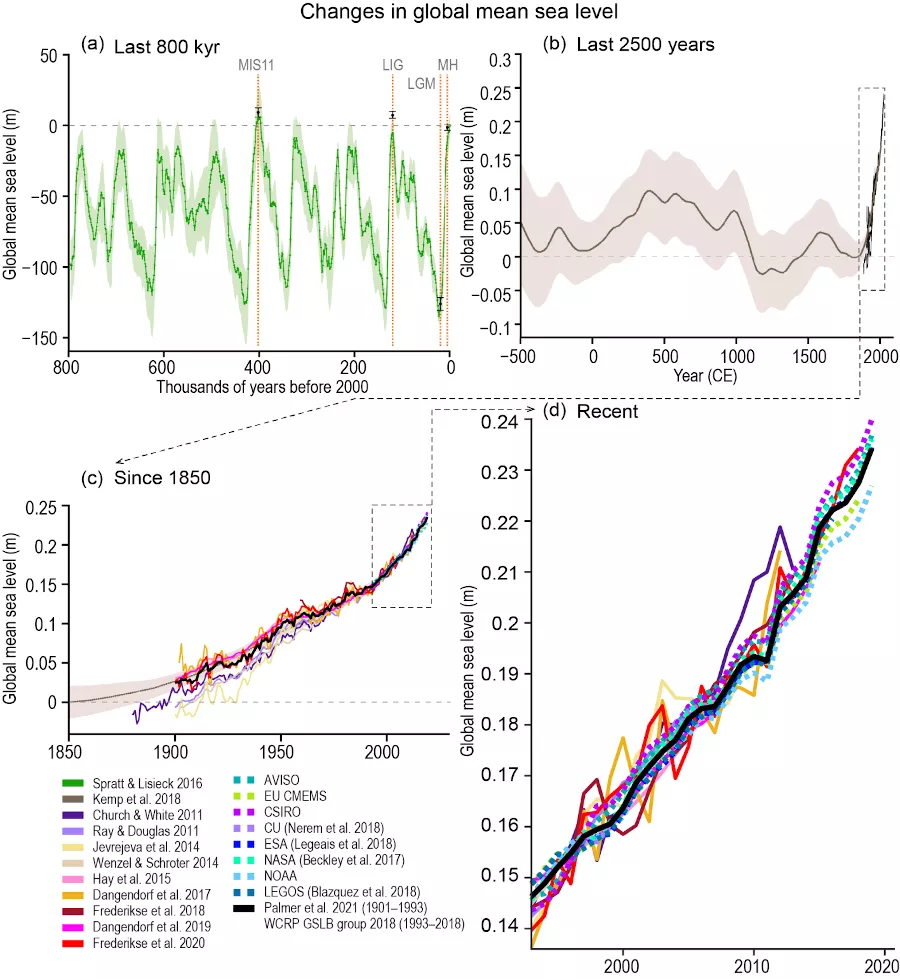 Changes in global mean sea level
(a) Last 800 kyr
MIS11
LIG
LGM
MH
Global mean sea level (m)
50
0
−50
−100
−150
800
600
400
200
0
Thousands of years before 2000
(b) Last 2500 years
Global mean sea level (m)
0.3
0.25
0.2
0.15
0.1
0.05
0
−0.05
−0.1
−500
0
500
1000
1500
2000
Year (CE)
(c) Since 1850
Global mean sea level (m)
0.25
0.2
0.15
0.1
0.05
0
1850
1900
1950
2000
(d) Recent
Global mean sea level (m)
0.24
0.23
0.22
0.21
0.2
0.19
0.18
0.17
0.16
0.15
0.14
2000
2010
2020
Spratt & Lisieck 2016
Kemp et al. 2018
Church & White 2011
Ray & Douglas 2011
Jevrejeva et al. 2014
Wenzel & Schroter 2014
Hay et al. 2015
Dangendorf et al. 2017
Frederikse et al. 2018
Dangendorf et al. 2019
Fedeirkse et al. 2020
AVISO
EU CMEMS
CSIRO
CU (Nerem et al. 2018)
ESA (Legeais et al. 2018)
NASA (Beckley et al. 2017)
NOAA
LEGOS (Blazquez et al. 2018)
Palmer et al. 2021 (1901–1993)
WCRP GSLB group 2018 (1993–2018)